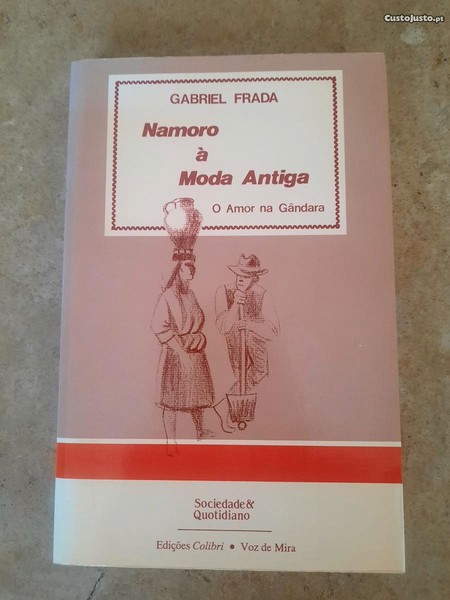 CustoJusto.pt
GABRIEL FRADA
Namoro
à
Moda Antiga
O Amor na Gândara
Sociedade&
Quotidiano
Edições Colibri • Voz de Mira